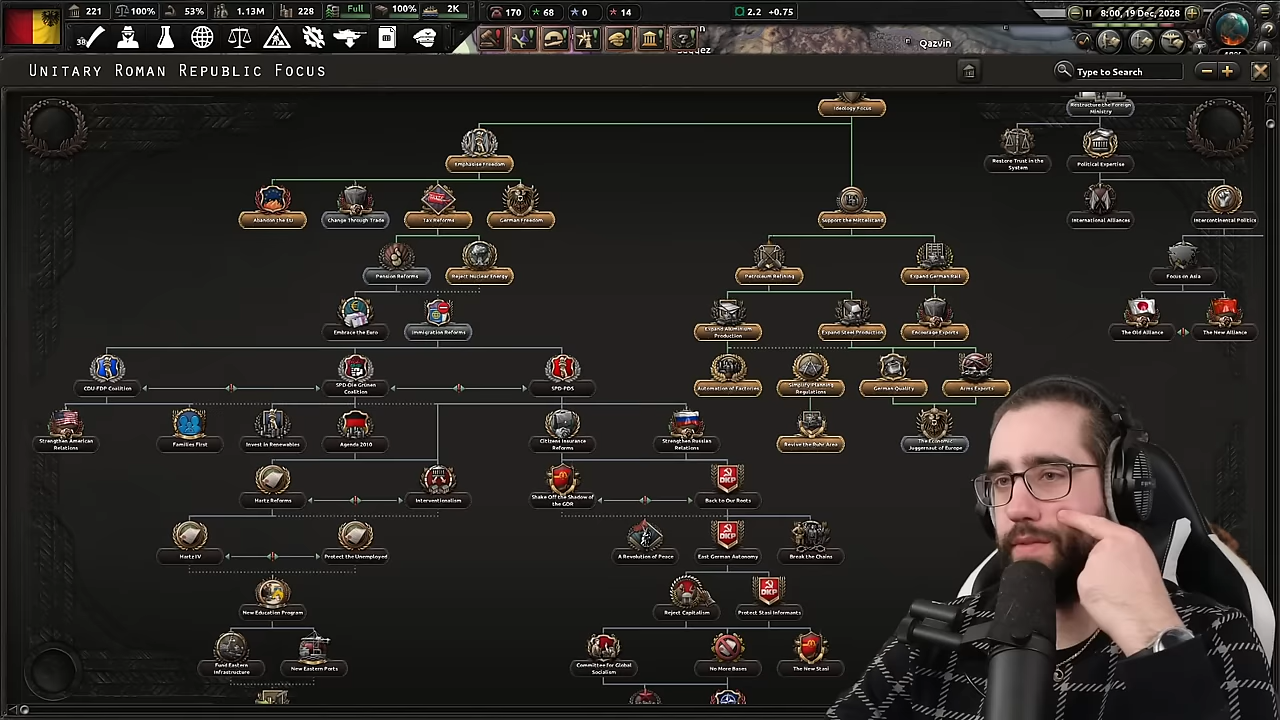 221 100% 53% 1.13M 228 Full 100% 2K 170 68 0 14 2.2 +0.75
8:00, 19 Dec, 2028
38
Qazvin
UNITARY ROMAN REPUBLIC FOCUS
Type to Search
Ideology Focus
Restructure the Foreign Ministry
Emphasise Freedom
Restore Trust in the System
Political Expertise
Abandon the EU
Change Through Trade
Tax Reforms
German Freedom
Support the Mittelstand
International Alliances
Intercontinental Politics
Pension Reforms
Reject Nuclear Energy
Petroleum Refining
Expand German Rail
Focus on Asia
Embrace the Euro
Immigration Reforms
Expand Aluminium Production
Expand Steel Production
Encourage Exports
The Old Alliance
The New Alliance
CDU-FDP Coalition
SPD-Die Grünen Coalition
SPD-PDS
Automation of Factories
Simplify Planning Regulations
German Quality
Arms Exports
Strengthen American Relations
Families First
Invest in Renewables
Agenda 2010
Citizens Insurance Reforms
Strengthen Russian Relations
Revive the Ruhr Area
The Economic Juggernaut of Europe
Hartz Reforms
Interventionalism
Shake Off the Shadow of the GDR
DKP
Back to Our Roots
Hartz IV
Protect the Unemployed
A Revolution of Peace
DKP
East German Autonomy
Break the Chains
New Education Program
Reject Capitalism
DKP
Protect Stasi Informants
Fund Eastern Infrastructure
New Eastern Ports
Committee for Global Socialism
No More Bases
The New Stasi